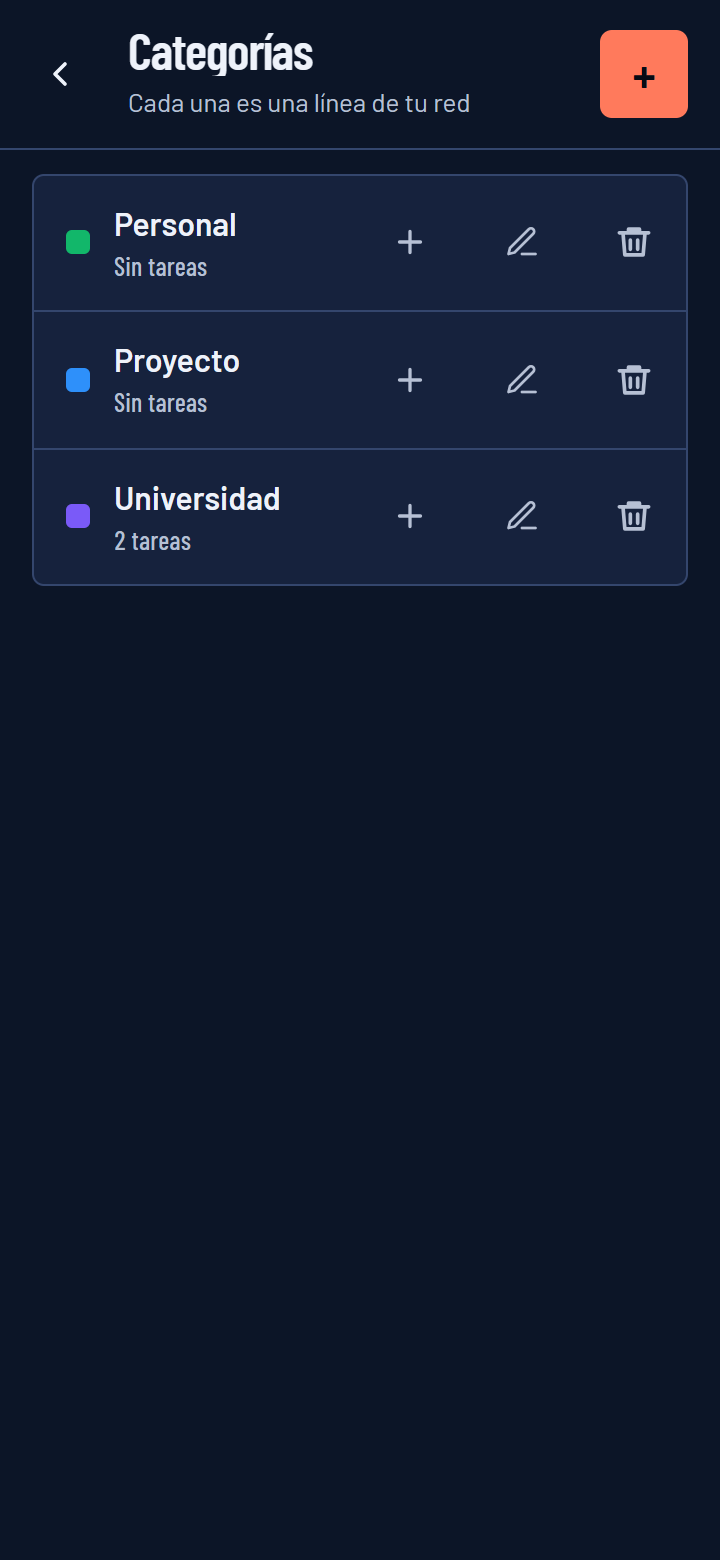 Categorías
Cada una es una línea de tu red
+
Personal
Sin tareas
Proyecto
Sin tareas
Universidad
2 tareas